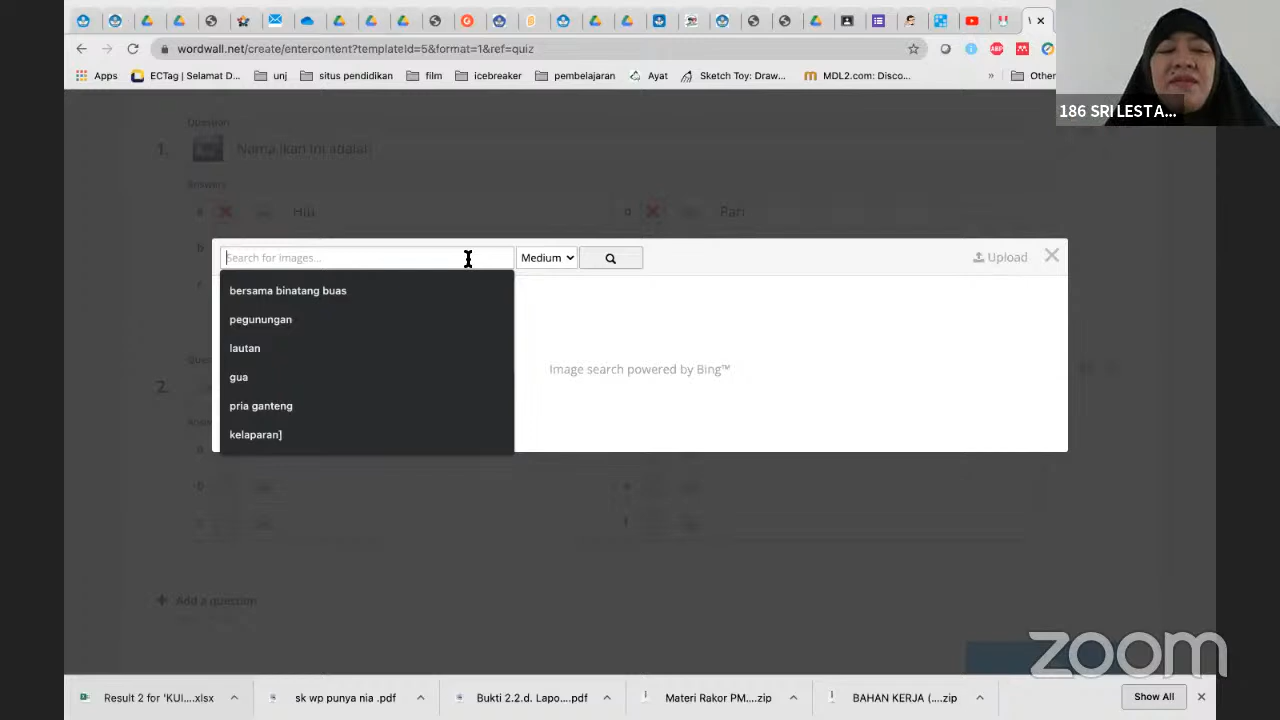 wordwall.net/create/entercontent?templateId=5&format=1&ref=quiz
Apps
ECTag | Selamat D...
unj
situs pendidikan
film
icebreaker
pembelajaran
Ayat
Sketch Toy: Draw...
MDL2.com: Disco...
»
Other
186 SRI LESTA...
Question
1.
Nama ikan ini adalah
Answers
a
Hiu
d
Pari
b
Search for images...
Medium
Upload
bersama binatang buas
pegunungan
lautan
gua
pria ganteng
kelaparan]
Image search powered by Bing™
2.
+ Add a question
zoom
Result 2 for 'KUI....xlsx
sk wp punya nia .pdf
Bukti 2.2.d. Lapo....pdf
Materi Rakor PM....zip
BAHAN KERJA (....zip
Show All